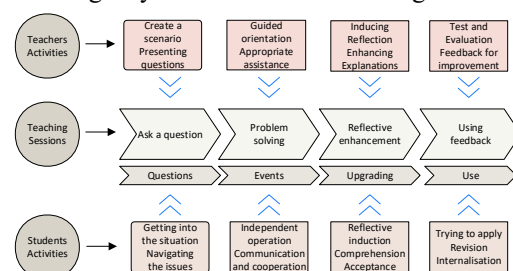 Teachers
Activities
Create a
scenario
Presenting
questions
Guided
orientation
Appropriate
assistance
Inducing
Reflection
Enhancing
Explanations
Test and
Evaluation
Feedback for
improvement
Teaching
Sessions
Ask a question
Problem
solving
Reflective
enhancement
Using
feedback
Questions
Events
Upgrading
Use
Students
Activities
Getting into
the situation
Navigating
the issues
Independent
operation
Communication
and cooperation
Reflective
induction
Comprehension
Acceptance
Trying to apply
Revision
Internalisation